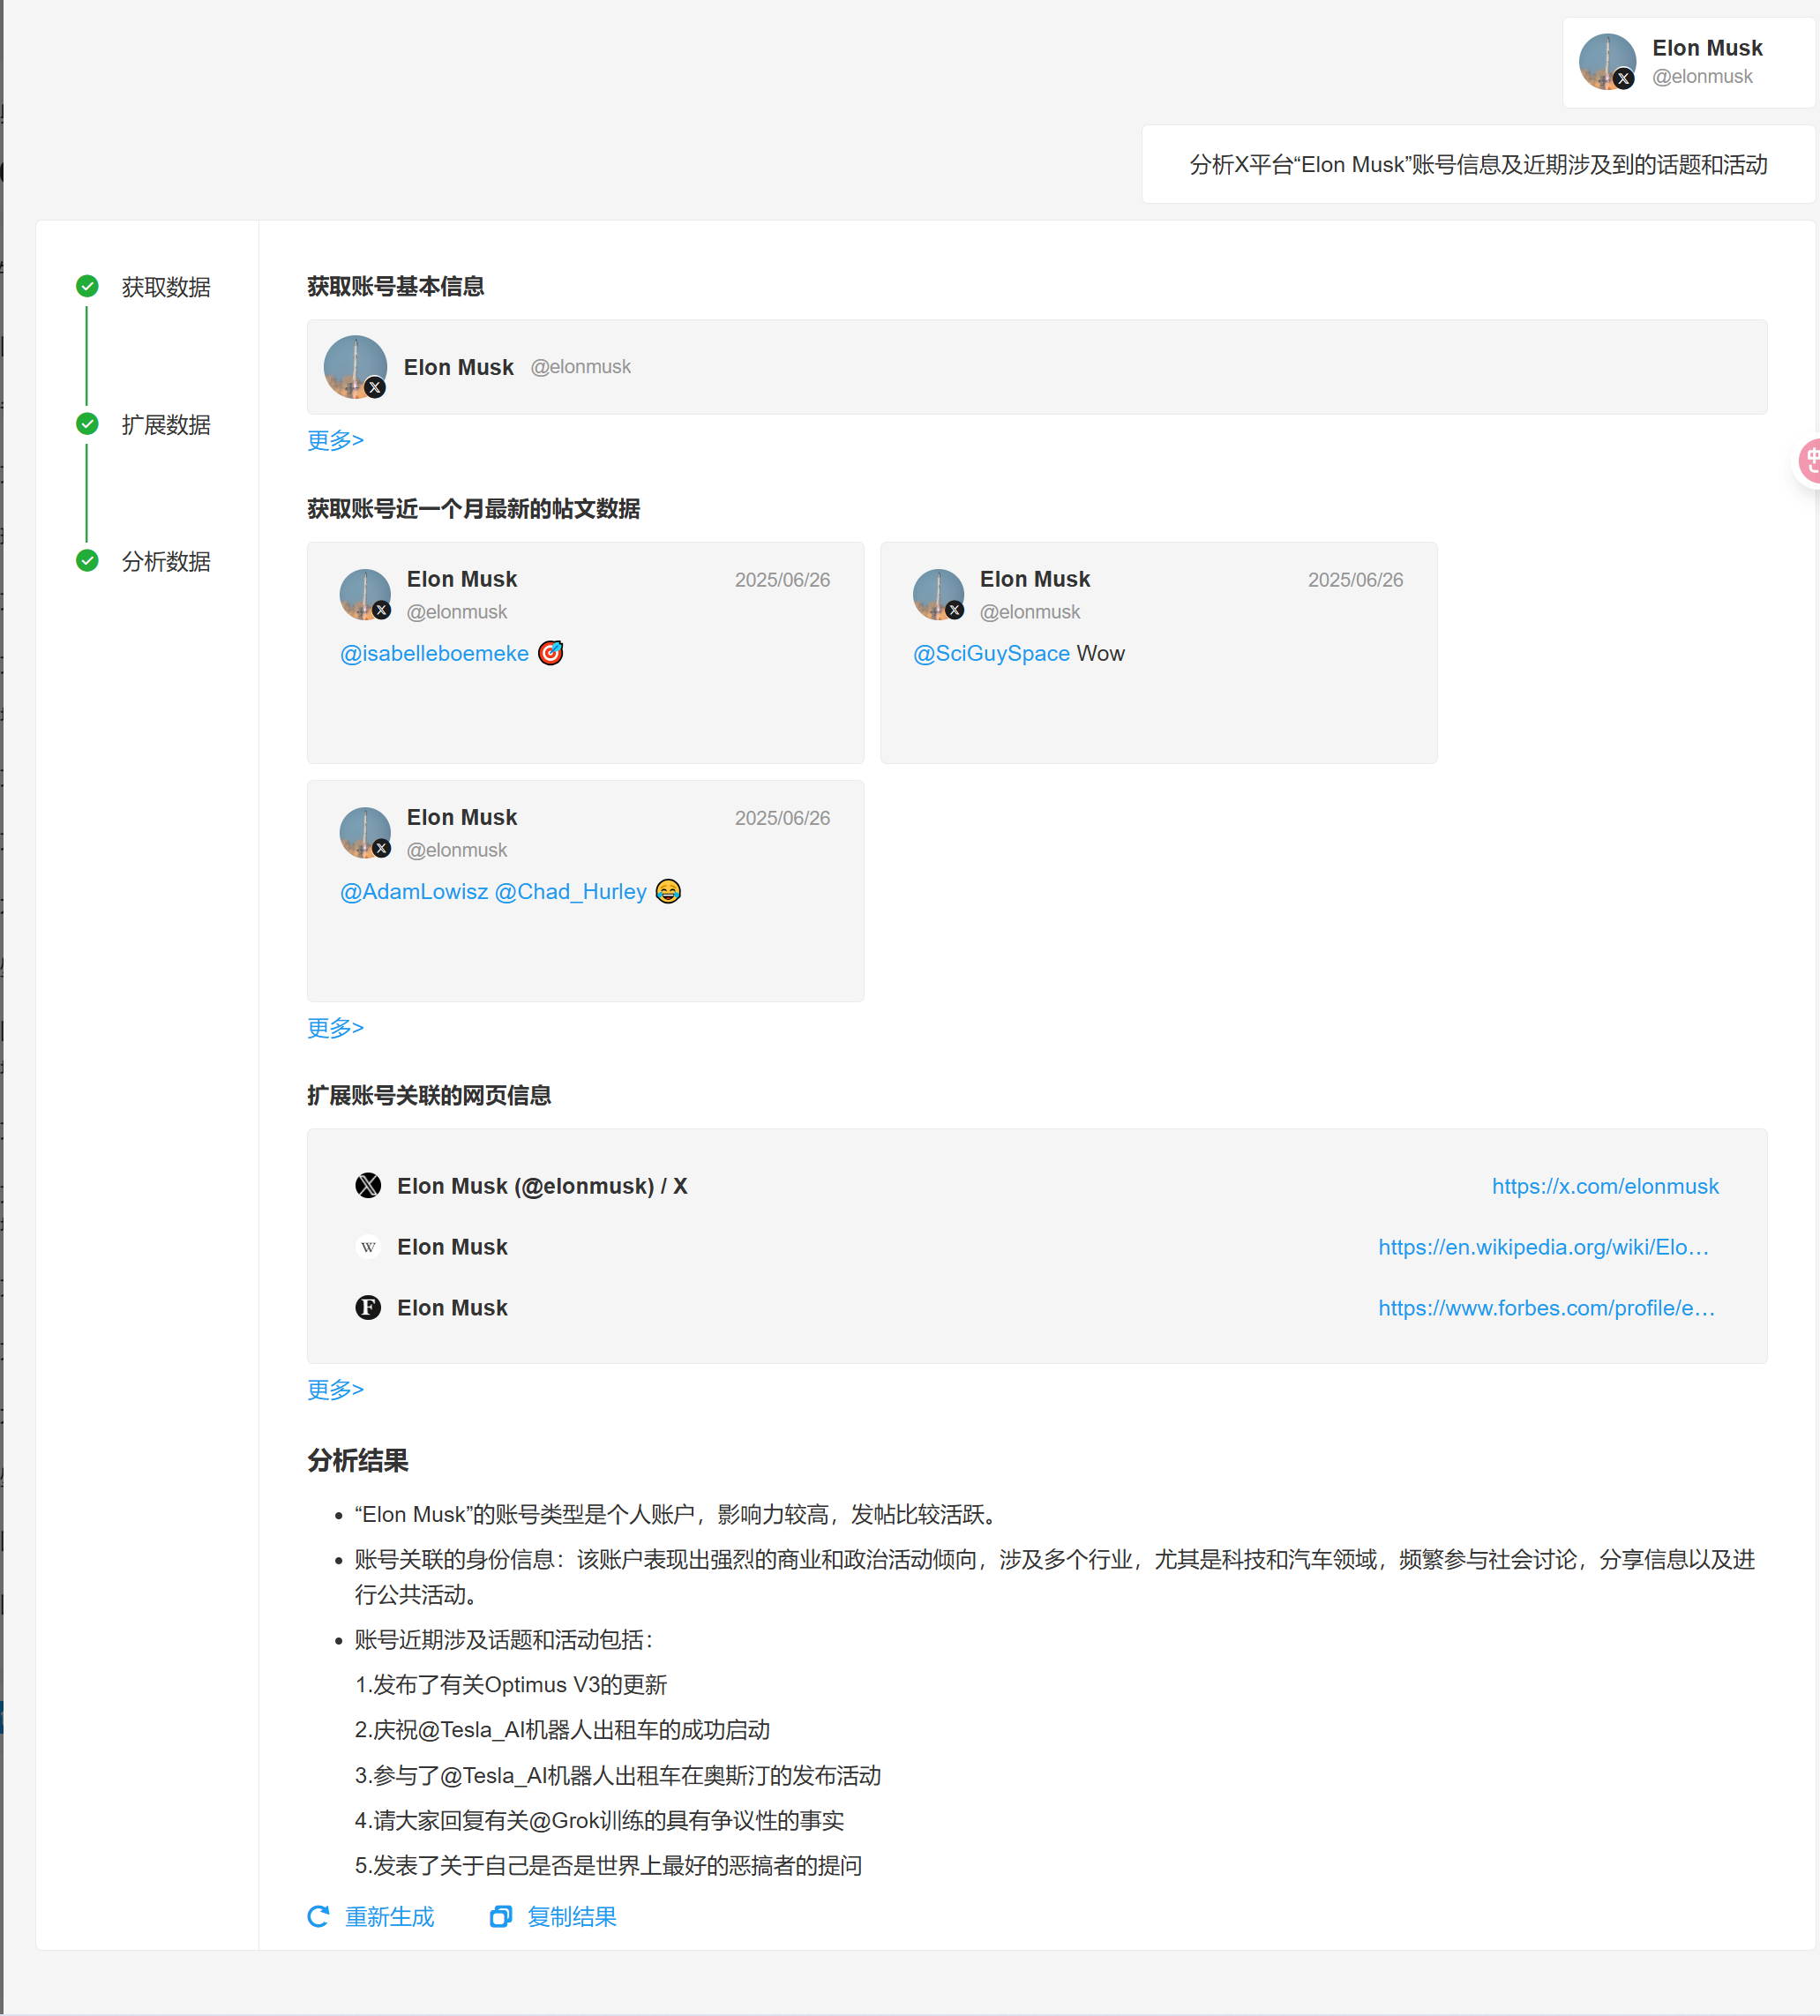 Elon Musk
@elonmusk
分析X平台“Elon Musk”账号信息及近期涉及到的话题和活动
获取数据
扩展数据
分析数据
获取账号基本信息
Elon Musk @elonmusk
更多>
获取账号近一个月最新的帖文数据
Elon Musk 2025/06/26
@elonmusk
@isabelleboemeke 🎯
Elon Musk 2025/06/26
@elonmusk
@SciGuySpace Wow
Elon Musk 2025/06/26
@elonmusk
@AdamLowisz @Chad_Hurley 😂
更多>
扩展账号关联的网页信息
Elon Musk (@elonmusk) / X https://x.com/elonmusk
W Elon Musk https://en.wikipedia.org/wiki/Elo…
F Elon Musk https://www.forbes.com/profile/e…
更多>
分析结果
• “Elon Musk”的账号类型是个人账户，影响力较高，发帖比较活跃。
• 账号关联的身份信息：该账户表现出强烈的商业和政治活动倾向，涉及多个行业，尤其是科技和汽车领域，频繁参与社会讨论，分享信息以及进
行公共活动。
• 账号近期涉及话题和活动包括：
1.发布了有关Optimus V3的更新
2.庆祝@Tesla_AI机器人出租车的成功启动
3.参与了@Tesla_AI机器人出租车在奥斯汀的发布活动
4.请大家回复有关@Grok训练的具有争议性的事实
5.发表了关于自己是否是世界上最好的恶搞者的提问
重新生成 复制结果